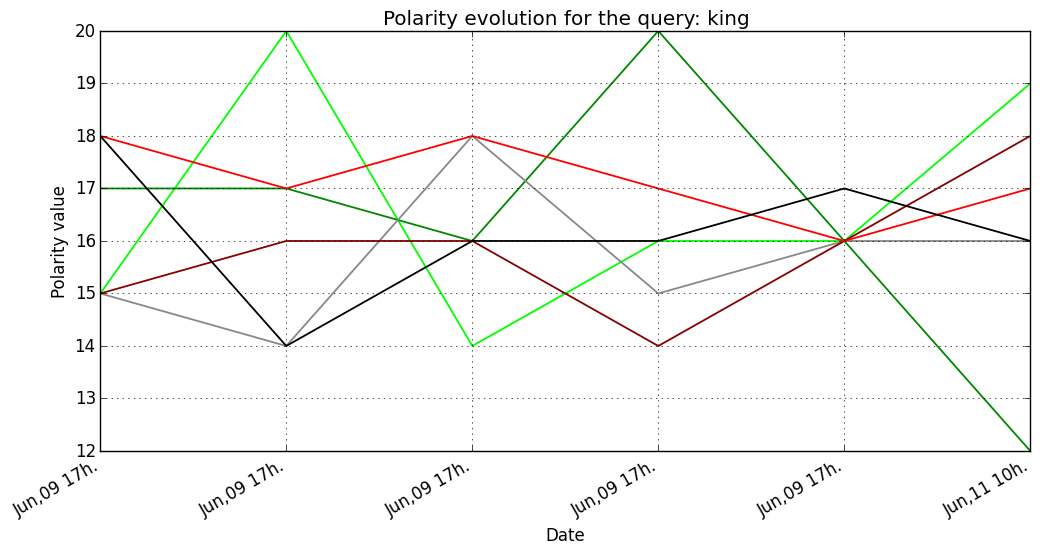 Polarity evolution for the query: king
20
19
18
17
16
15
14
13
12
Polarity value
Jun,09 17h.
Jun,09 17h.
Jun,09 17h.
Jun,09 17h.
Jun,09 17h.
Jun,11 10h.
Date